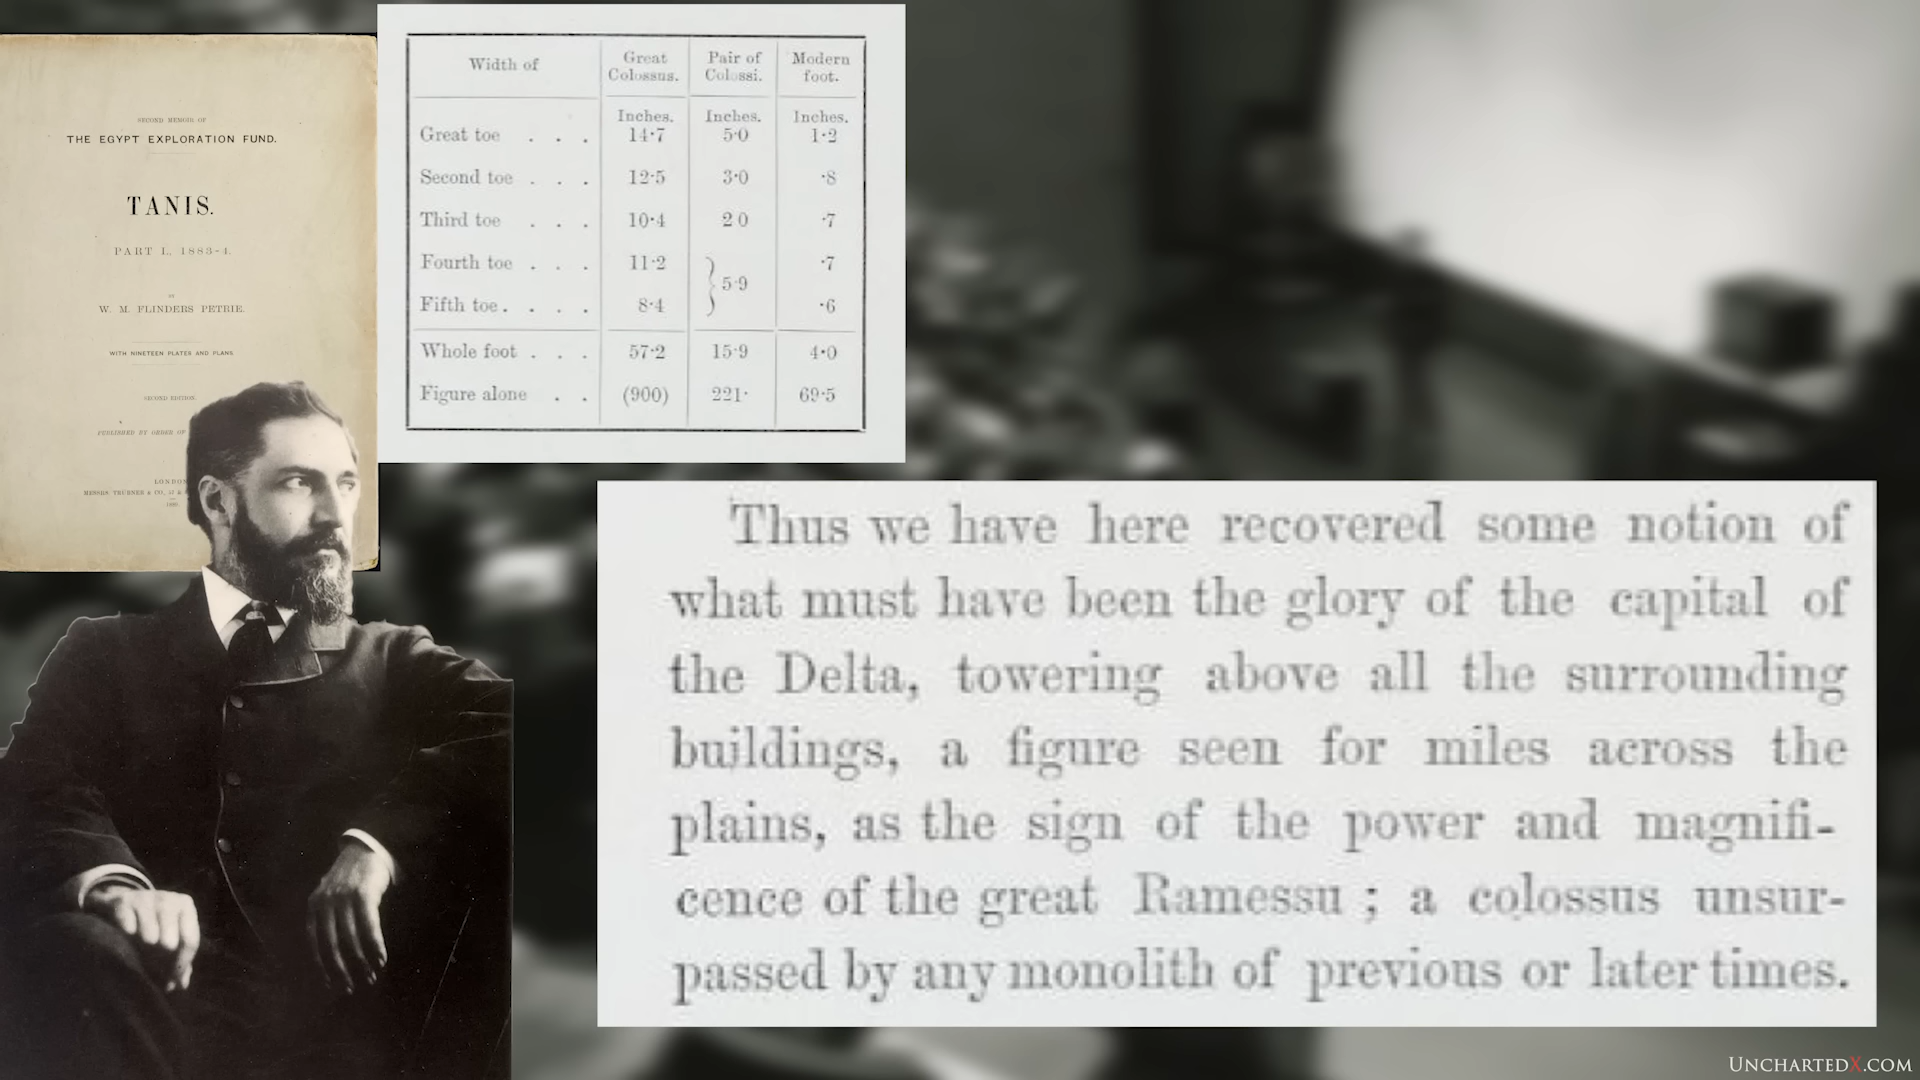 SECOND MEMOIR OF
THE EGYPT EXPLORATION FUND.
TANIS.
PART I., 1883-4.
BY
W. M. FLINDERS PETRIE.
WITH NINETEEN PLATES AND PLANS.
SECOND EDITION.
PUBLISHED BY ORDER OF
LONDON
MESSRS. TRÜBNER & CO.,
Width of Great Colossus. Pair of Colossi. Modern foot.
Inches. Inches. Inches.
Great toe . . . 14·7 5·0 1·2
Second toe . . . 12·5 3·0 ·8
Third toe . . . 10·4 2 0 ·7
Fourth toe . . . 11·2 ·7
5·9
Fifth toe . . . . 8·4 ·6
Whole foot . . . 57·2 15·9 4·0
Figure alone . . (900) 221· 69·5
Thus we have here recovered some notion of
what must have been the glory of the capital of
the Delta, towering above all the surrounding
buildings, a figure seen for miles across the
plains, as the sign of the power and magnifi-
cence of the great Ramessu ; a colossus unsur-
passed by any monolith of previous or later times.
UNCHARTEDX.COM